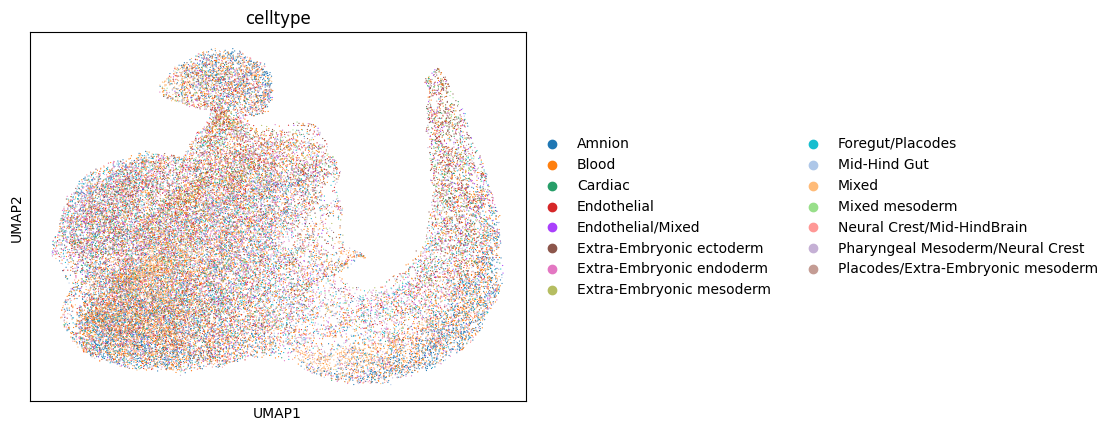 celltype
UMAP2
UMAP1
Amnion
Blood
Cardiac
Endothelial
Endothelial/Mixed
Extra-Embryonic ectoderm
Extra-Embryonic endoderm
Extra-Embryonic mesoderm
Foregut/Placodes
Mid-Hind Gut
Mixed
Mixed mesoderm
Neural Crest/Mid-HindBrain
Pharyngeal Mesoderm/Neural Crest
Placodes/Extra-Embryonic mesoderm